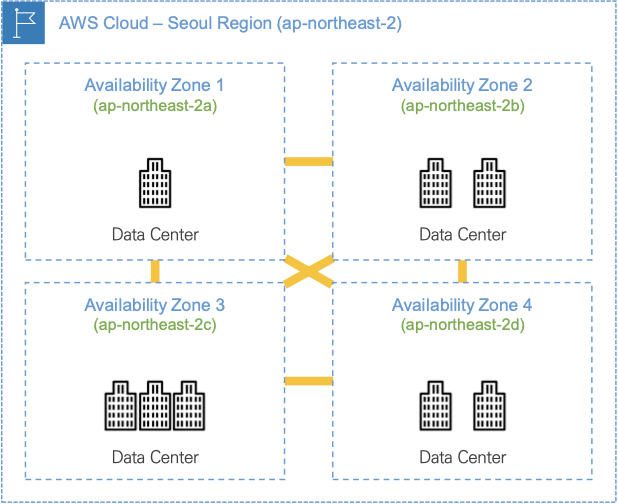 AWS Cloud – Seoul Region (ap-northeast-2)
Availability Zone 1
(ap-northeast-2a)
Data Center
Availability Zone 2
(ap-northeast-2b)
Data Center
Availability Zone 3
(ap-northeast-2c)
Data Center
Availability Zone 4
(ap-northeast-2d)
Data Center